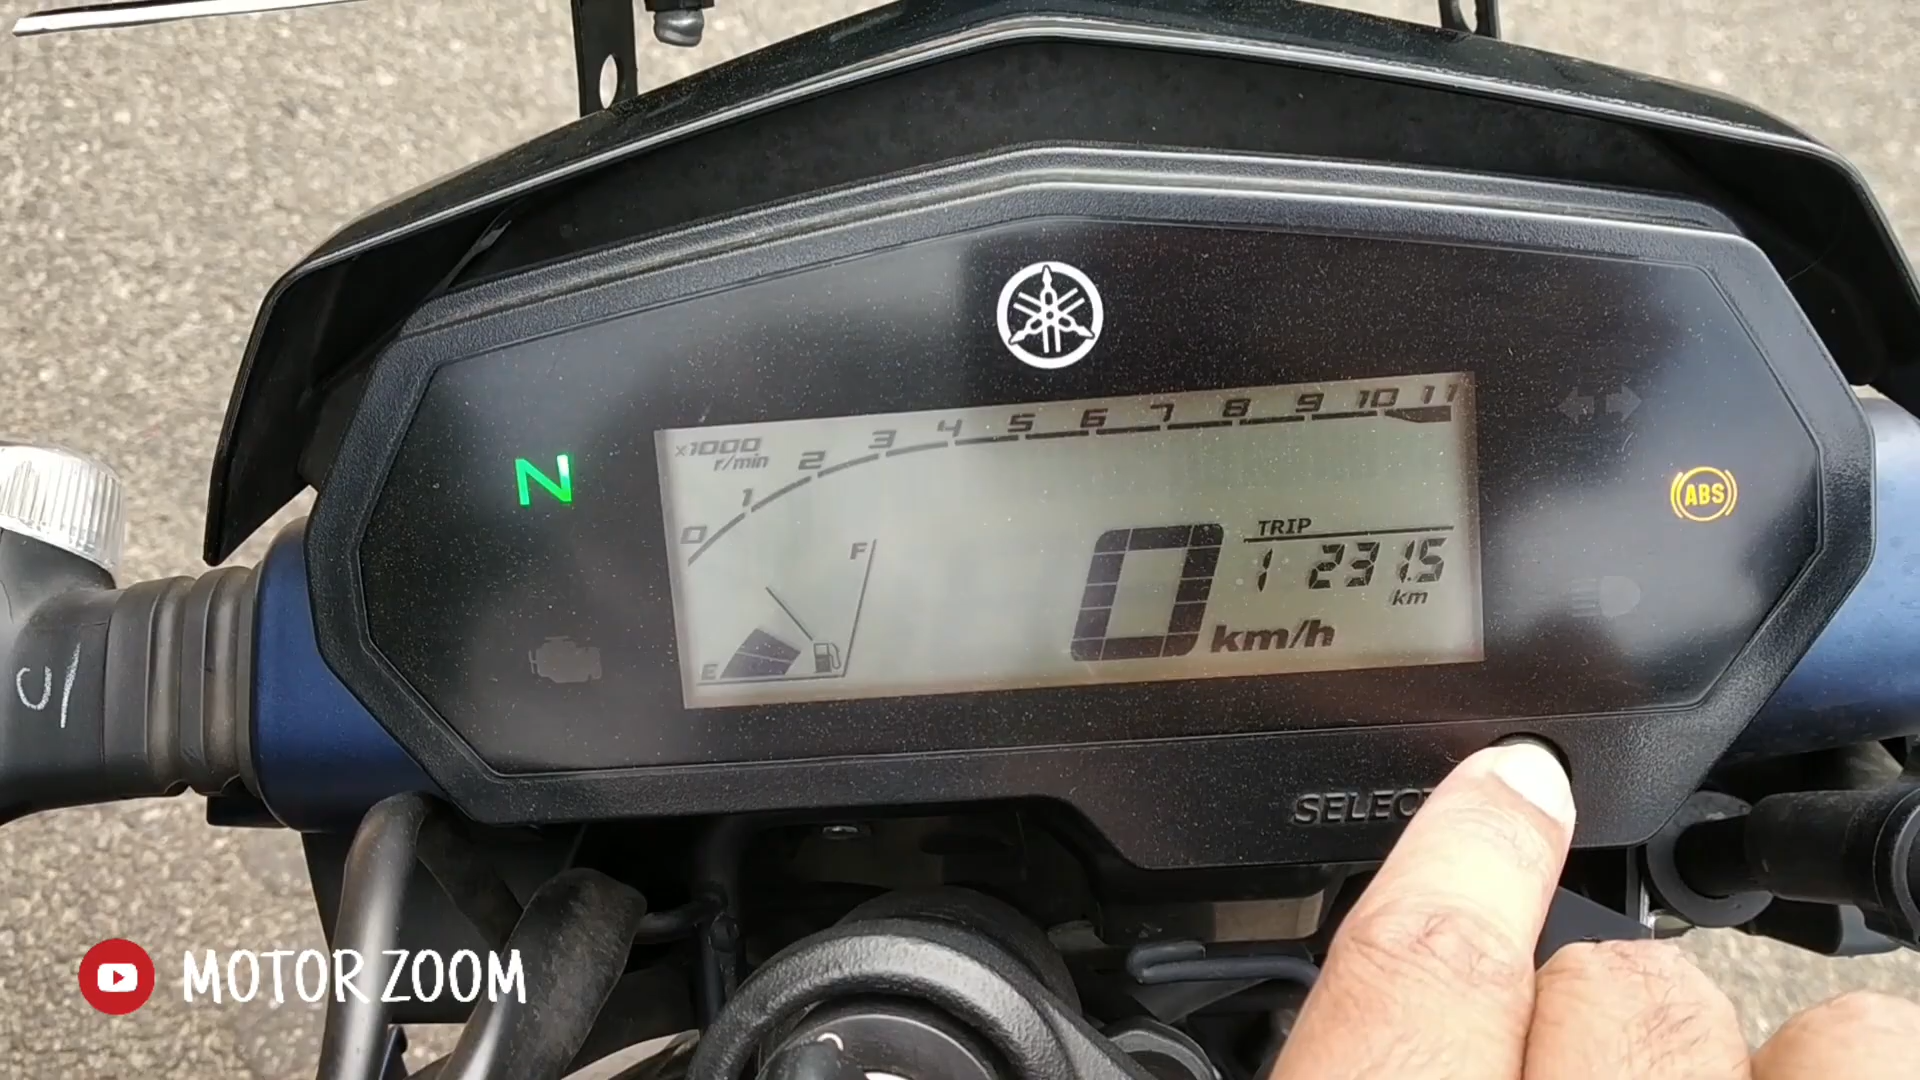 x1000
r/min
0 1 2 3 4 5 6 7 8 9 10 11
N
ABS
TRIP
1 231.5
km
F
E
0 km/h
SELECT
MOTOR ZOOM